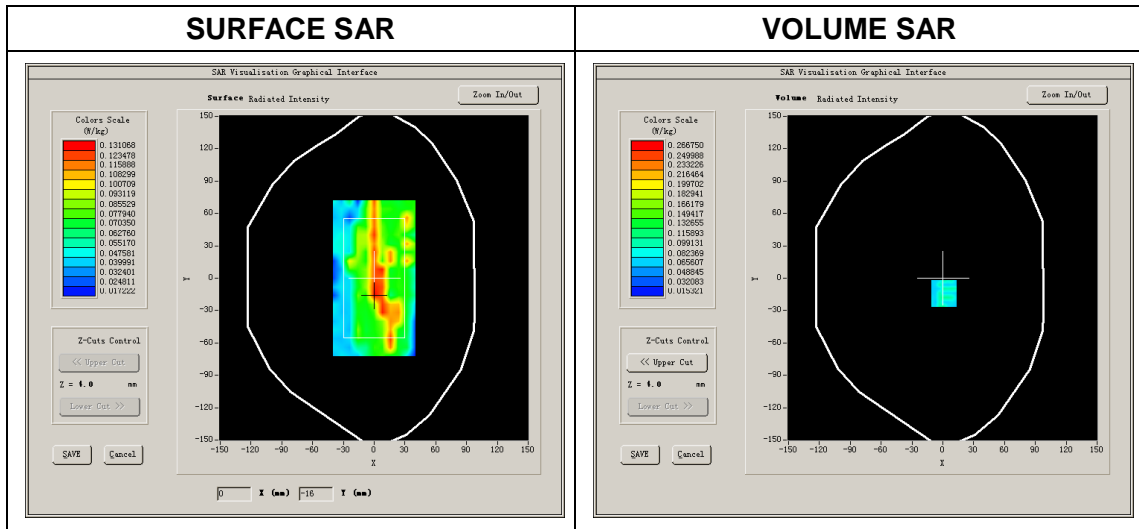 SURFACE SAR
VOLUME SAR
SAR Visualisation Graphical Interface
Surface Radiated Intensity
Zoom In/Out
Colors Scale
(W/kg)
0.131068
0.123478
0.115888
0.108299
0.100709
0.093119
0.085529
0.077940
0.070350
0.062760
0.055170
0.047581
0.039991
0.032401
0.024811
0.017222
150
120
90
60
30
0
-30
-60
-90
-120
-150
Y
-150 -120 -90 -60 -30 0 30 60 90 120 150
X
Z-Cuts Control
<< Upper Cut
Z = 4.0 mm
Lower Cut >>
SAVE Cancel
0 X (mm) -16 Y (mm)
SAR Visualisation Graphical Interface
Volume Radiated Intensity
Zoom In/Out
Colors Scale
(W/kg)
0.266750
0.249988
0.233226
0.216464
0.199702
0.182941
0.166179
0.149417
0.132655
0.115893
0.099131
0.082369
0.065607
0.048845
0.032083
0.015321
150
120
90
60
30
0
-30
-60
-90
-120
-150
Y
-150 -120 -90 -60 -30 0 30 60 90 120 150
X
Z-Cuts Control
<< Upper Cut
Z = 4.0 mm
Lower Cut >>
SAVE Cancel